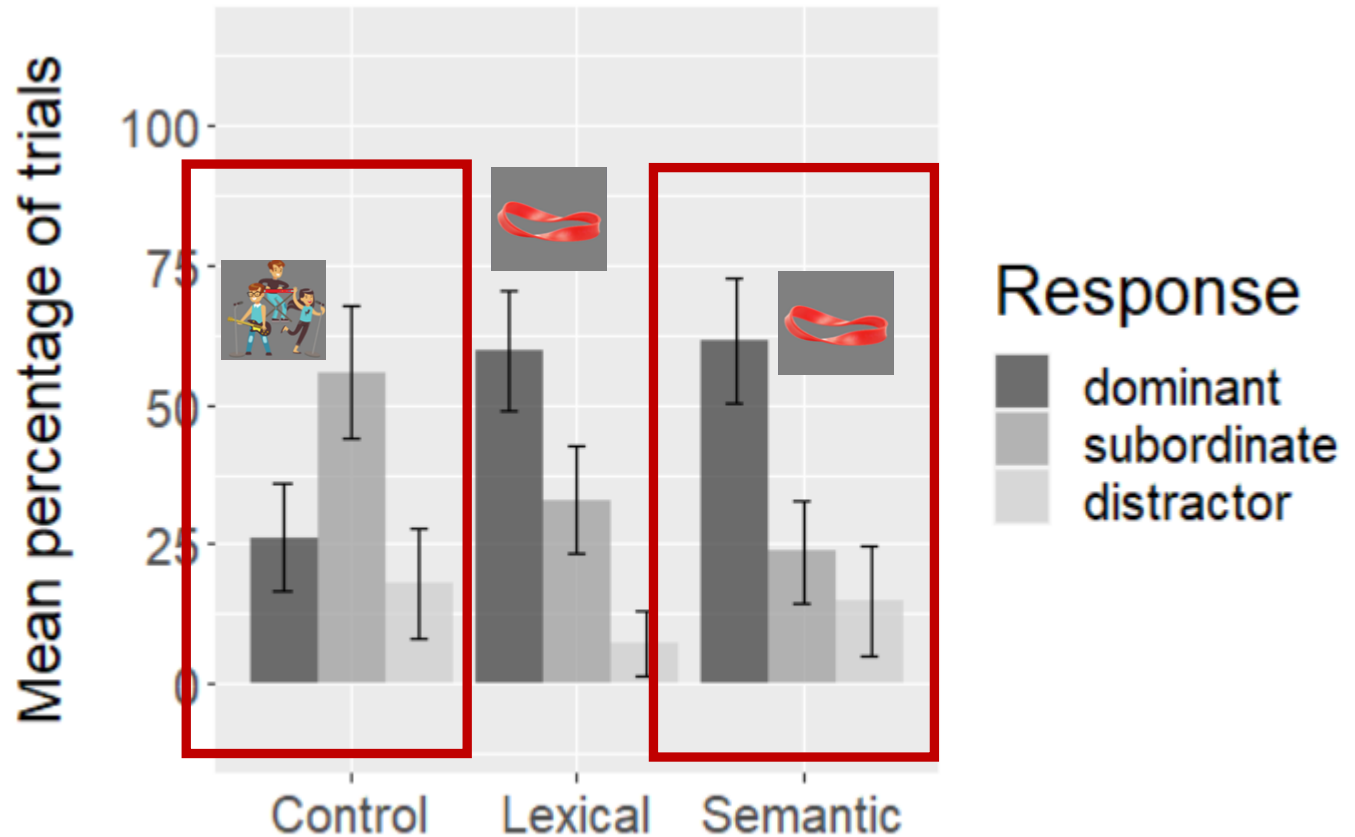 Mean percentage of trials
100
75
50
25
0
Control Lexical Semantic
Response
dominant
subordinate
distractor